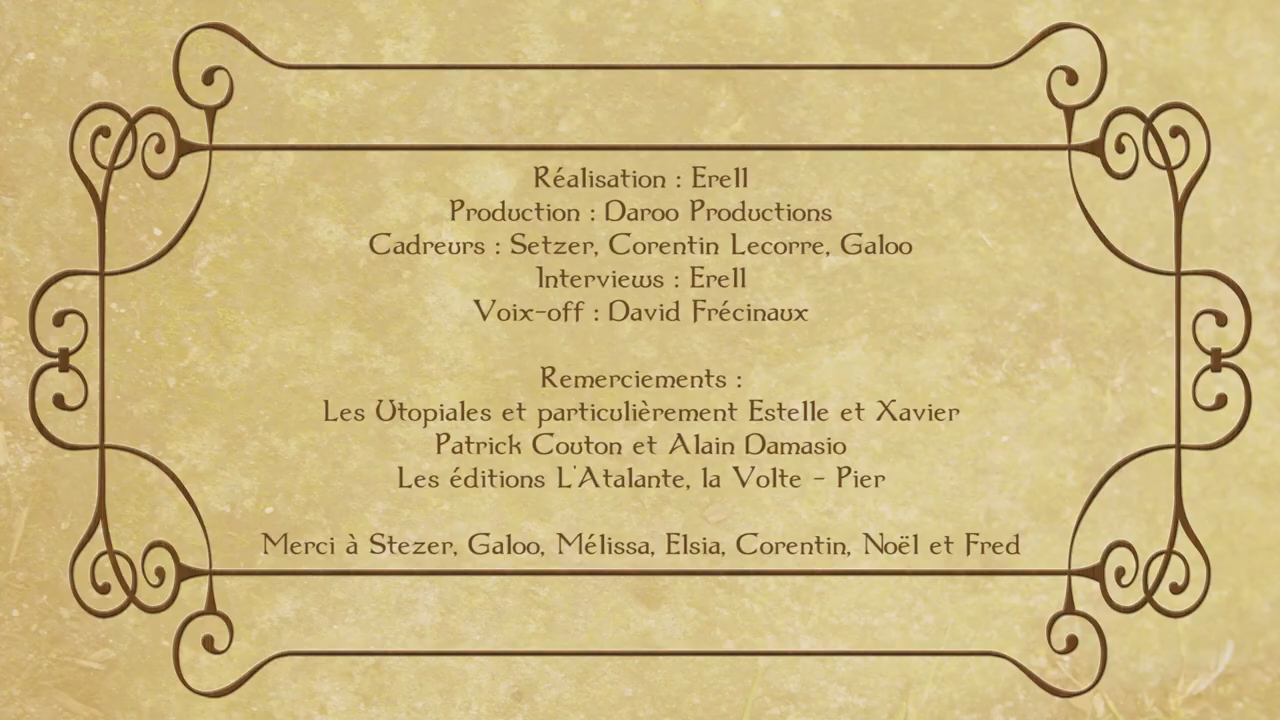 Réalisation : Erell
Production : Daroo Productions
Cadreurs : Setzer, Corentin Lecorre, Galoo
Interviews : Erell
Voix-off : David Frécinaux
Remerciements :
Les Utopiales et particulièrement Estelle et Xavier
Patrick Couton et Alain Damasio
Les éditions L'Atalante, la Volte - Pier
Merci à Stezer, Galoo, Mélissa, Elsia, Corentin, Noël et Fred